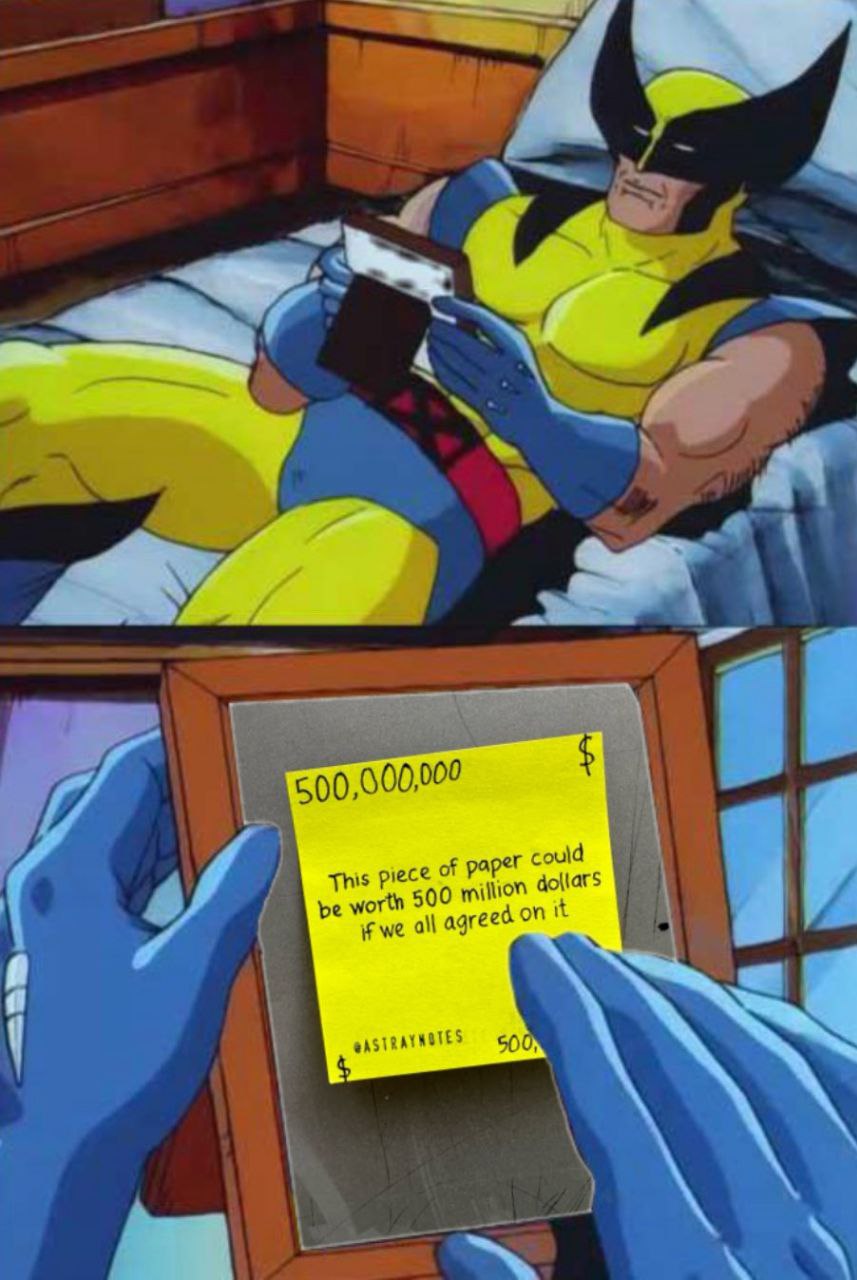 500,000,000 $
This piece of paper could
be worth 500 million dollars
if we all agreed on it
@ASTRAYNOTES 500,
$